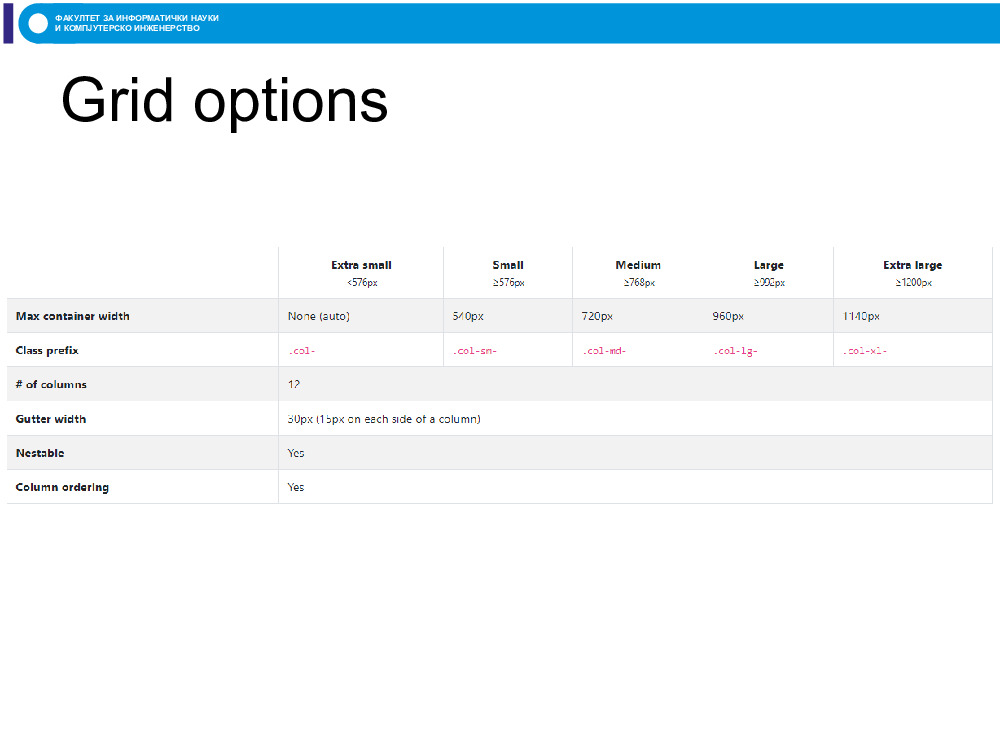 ФАКУЛТЕТ ЗА ИНФОРМАТИЧКИ НАУКИ
И КОМПЈУТЕРСКО ИНЖЕНЕРСТВО
Grid options
Extra small Small Medium Large Extra large
<576px ≥576px ≥768px ≥992px ≥1200px
Max container width None (auto) 540px 720px 960px 1140px
Class prefix .col- .col-sm- .col-md- .col-lg- .col-xl-
# of columns 12
Gutter width 30px (15px on each side of a column)
Nestable Yes
Column ordering Yes